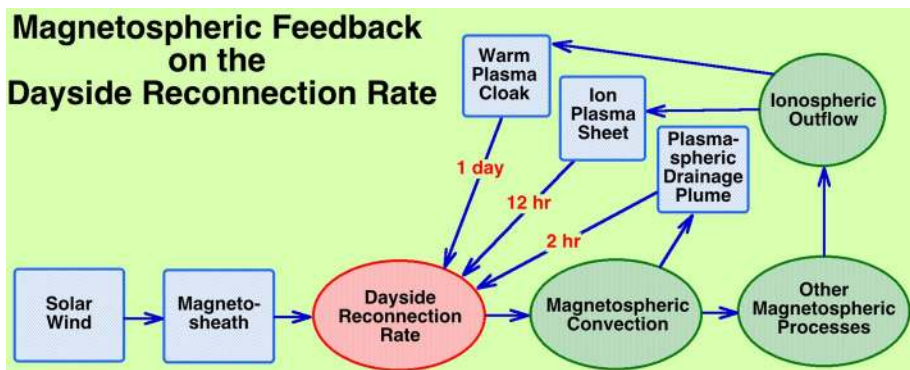 Magnetospheric Feedback
on the
Dayside Reconnection Rate
Warm
Plasma
Cloak
Ion
Plasma
Sheet
Plasma-
spheric
Drainage
Plume
Ionospheric
Outflow
1 day
12 hr
2 hr
Solar
Wind
Magneto-
sheath
Dayside
Reconnection
Rate
Magnetospheric
Convection
Other
Magnetospheric
Processes